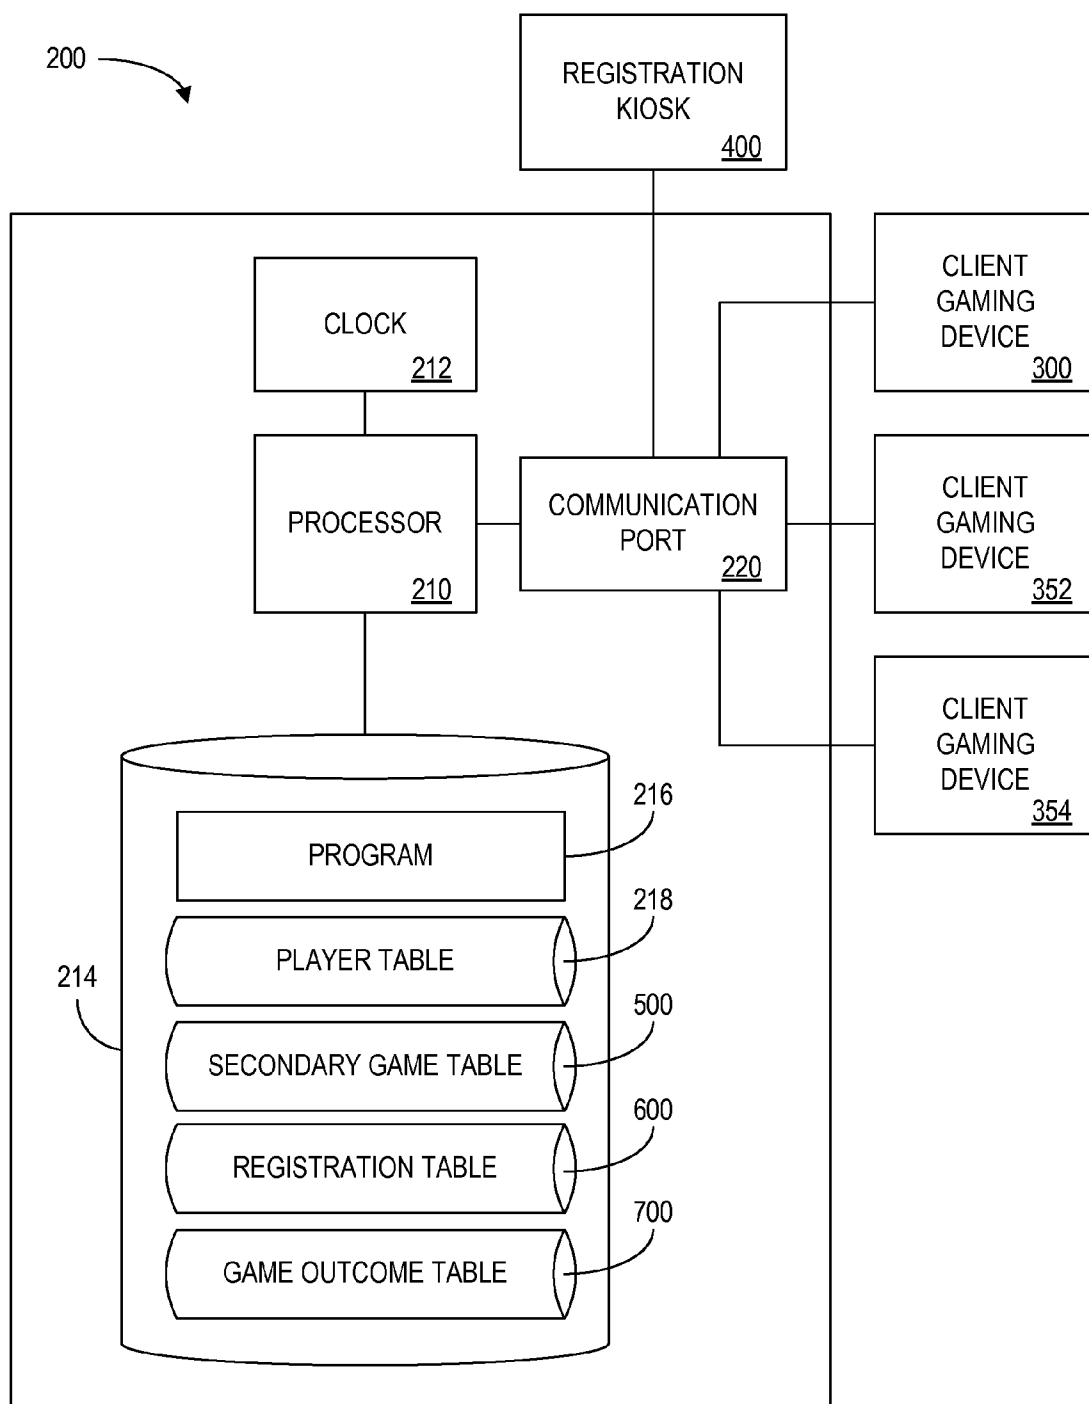 200
REGISTRATION
KIOSK
400
CLOCK
212
CLIENT
GAMING
DEVICE
300
PROCESSOR
210
COMMUNICATION
PORT
220
CLIENT
GAMING
DEVICE
352
CLIENT
GAMING
DEVICE
354
214
PROGRAM
216
PLAYER TABLE
218
SECONDARY GAME TABLE
500
REGISTRATION TABLE
600
GAME OUTCOME TABLE
700